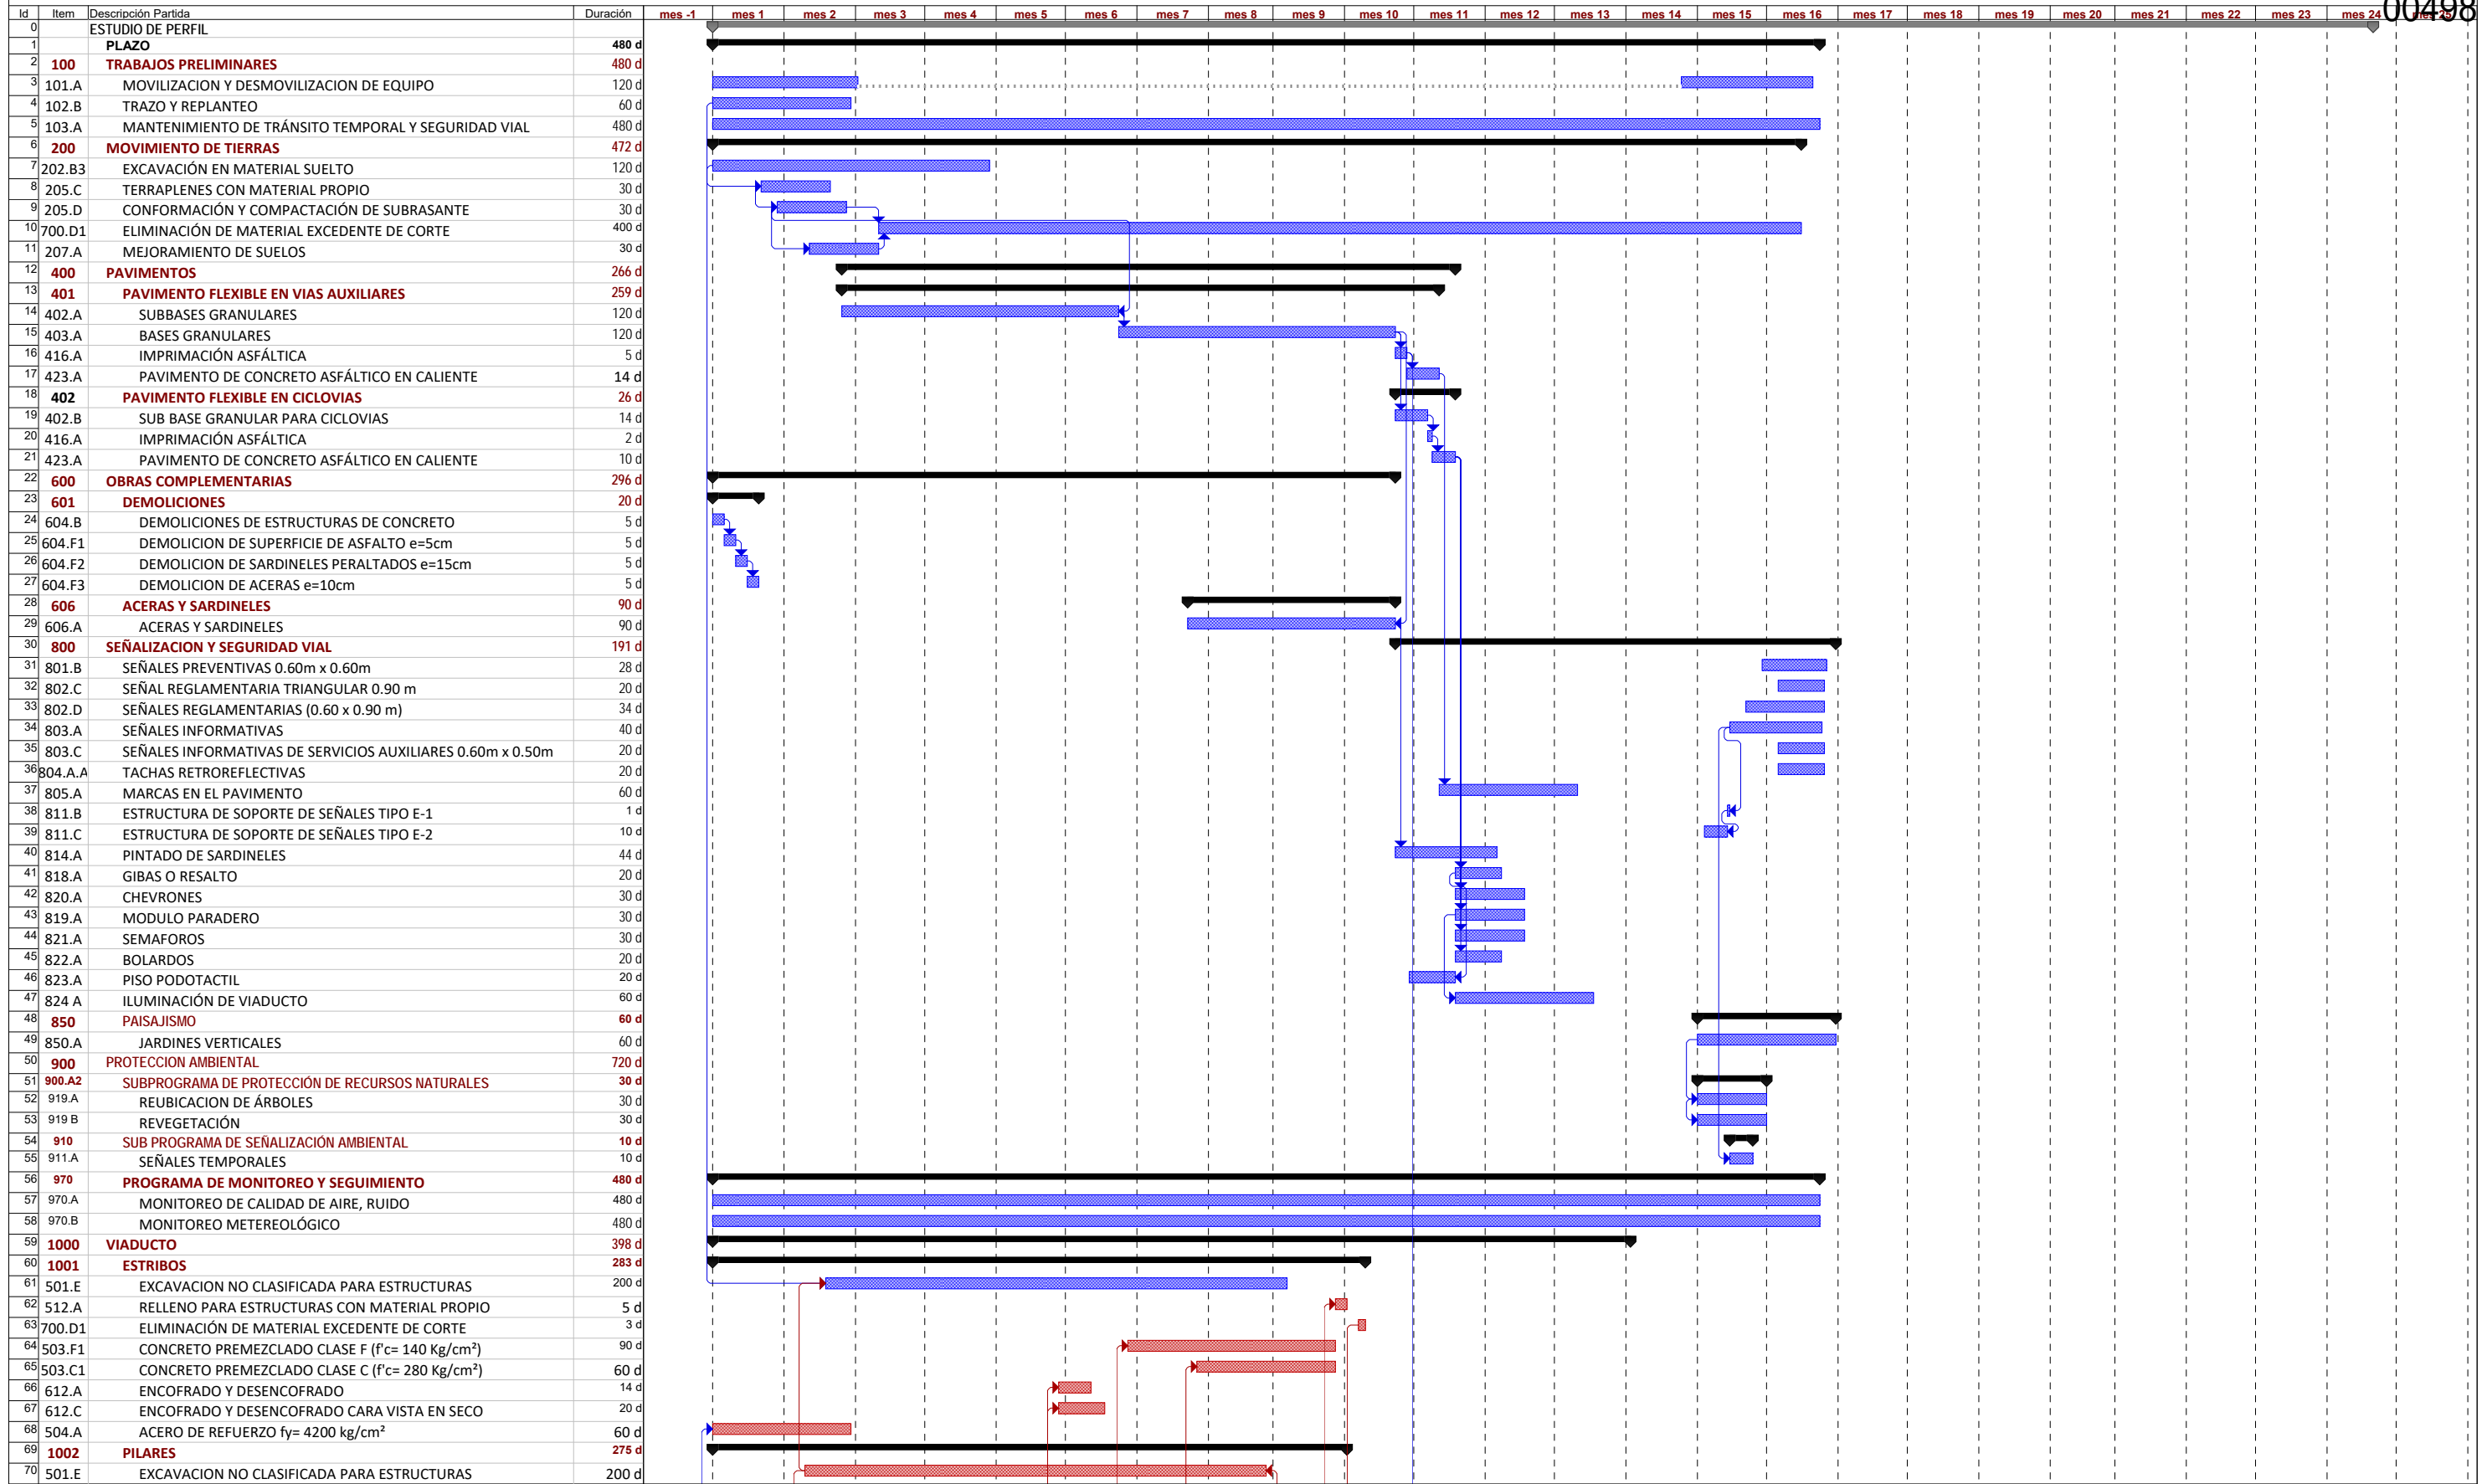 Id Item Descripción Partida Duración mes -1 mes 1 mes 2 mes 3 mes 4 mes 5 mes 6 mes 7 mes 8 mes 9 mes 10 mes 11 mes 12 mes 13 mes 14 mes 15 mes 16 mes 17 mes 18 mes 19 mes 20 mes 21 mes 22 mes 23 mes 24 mes 25
00498
0 ESTUDIO DE PERFIL
1 PLAZO 480 d
2 100 TRABAJOS PRELIMINARES 480 d
3 101.A MOVILIZACION Y DESMOVILIZACION DE EQUIPO 120 d
4 102.B TRAZO Y REPLANTEO 60 d
5 103.A MANTENIMIENTO DE TRÁNSITO TEMPORAL Y SEGURIDAD VIAL 480 d
6 200 MOVIMIENTO DE TIERRAS 472 d
7 202.B3 EXCAVACIÓN EN MATERIAL SUELTO 120 d
8 205.C TERRAPLENES CON MATERIAL PROPIO 30 d
9 205.D CONFORMACIÓN Y COMPACTACIÓN DE SUBRASANTE 30 d
10 700.D1 ELIMINACIÓN DE MATERIAL EXCEDENTE DE CORTE 400 d
11 207.A MEJORAMIENTO DE SUELOS 30 d
12 400 PAVIMENTOS 266 d
13 401 PAVIMENTO FLEXIBLE EN VIAS AUXILIARES 259 d
14 402.A SUBBASES GRANULARES 120 d
15 403.A BASES GRANULARES 120 d
16 416.A IMPRIMACIÓN ASFÁLTICA 5 d
17 423.A PAVIMENTO DE CONCRETO ASFÁLTICO EN CALIENTE 14 d
18 402 PAVIMENTO FLEXIBLE EN CICLOVIAS 26 d
19 402.B SUB BASE GRANULAR PARA CICLOVIAS 14 d
20 416.A IMPRIMACIÓN ASFÁLTICA 2 d
21 423.A PAVIMENTO DE CONCRETO ASFÁLTICO EN CALIENTE 10 d
22 600 OBRAS COMPLEMENTARIAS 296 d
23 601 DEMOLICIONES 20 d
24 604.B DEMOLICIONES DE ESTRUCTURAS DE CONCRETO 5 d
25 604.F1 DEMOLICION DE SUPERFICIE DE ASFALTO e=5cm 5 d
26 604.F2 DEMOLICION DE SARDINELES PERALTADOS e=15cm 5 d
27 604.F3 DEMOLICION DE ACERAS e=10cm 5 d
28 606 ACERAS Y SARDINELES 90 d
29 606.A ACERAS Y SARDINELES 90 d
30 800 SEÑALIZACION Y SEGURIDAD VIAL 191 d
31 801.B SEÑALES PREVENTIVAS 0.60m x 0.60m 28 d
32 802.C SEÑAL REGLAMENTARIA TRIANGULAR 0.90 m 20 d
33 802.D SEÑALES REGLAMENTARIAS (0.60 x 0.90 m) 34 d
34 803.A SEÑALES INFORMATIVAS 40 d
35 803.C SEÑALES INFORMATIVAS DE SERVICIOS AUXILIARES 0.60m x 0.50m 20 d
36 804.A.A TACHAS RETROREFLECTIVAS 20 d
37 805.A MARCAS EN EL PAVIMENTO 60 d
38 811.B ESTRUCTURA DE SOPORTE DE SEÑALES TIPO E-1 1 d
39 811.C ESTRUCTURA DE SOPORTE DE SEÑALES TIPO E-2 10 d
40 814.A PINTADO DE SARDINELES 44 d
41 818.A GIBAS O RESALTO 20 d
42 820.A CHEVRONES 30 d
43 819.A MODULO PARADERO 30 d
44 821.A SEMAFOROS 30 d
45 822.A BOLARDOS 20 d
46 823.A PISO PODOTACTIL 20 d
47 824 A ILUMINACIÓN DE VIADUCTO 60 d
48 850 PAISAJISMO 60 d
49 850.A JARDINES VERTICALES 60 d
50 900 PROTECCION AMBIENTAL 720 d
51 900.A2 SUBPROGRAMA DE PROTECCIÓN DE RECURSOS NATURALES 30 d
52 919.A REUBICACION DE ÁRBOLES 30 d
53 919 B REVEGETACIÓN 30 d
54 910 SUB PROGRAMA DE SEÑALIZACIÓN AMBIENTAL 10 d
55 911.A SEÑALES TEMPORALES 10 d
56 970 PROGRAMA DE MONITOREO Y SEGUIMIENTO 480 d
57 970.A MONITOREO DE CALIDAD DE AIRE, RUIDO 480 d
58 970.B MONITOREO METEREOLÓGICO 480 d
59 1000 VIADUCTO 398 d
60 1001 ESTRIBOS 283 d
61 501.E EXCAVACION NO CLASIFICADA PARA ESTRUCTURAS 200 d
62 512.A RELLENO PARA ESTRUCTURAS CON MATERIAL PROPIO 5 d
63 700.D1 ELIMINACIÓN DE MATERIAL EXCEDENTE DE CORTE 3 d
64 503.F1 CONCRETO PREMEZCLADO CLASE F (f'c= 140 Kg/cm²) 90 d
65 503.C1 CONCRETO PREMEZCLADO CLASE C (f'c= 280 Kg/cm²) 60 d
66 612.A ENCOFRADO Y DESENCOFRADO 14 d
67 612.C ENCOFRADO Y DESENCOFRADO CARA VISTA EN SECO 20 d
68 504.A ACERO DE REFUERZO fy= 4200 kg/cm² 60 d
69 1002 PILARES 275 d
70 501.E EXCAVACION NO CLASIFICADA PARA ESTRUCTURAS 200 d